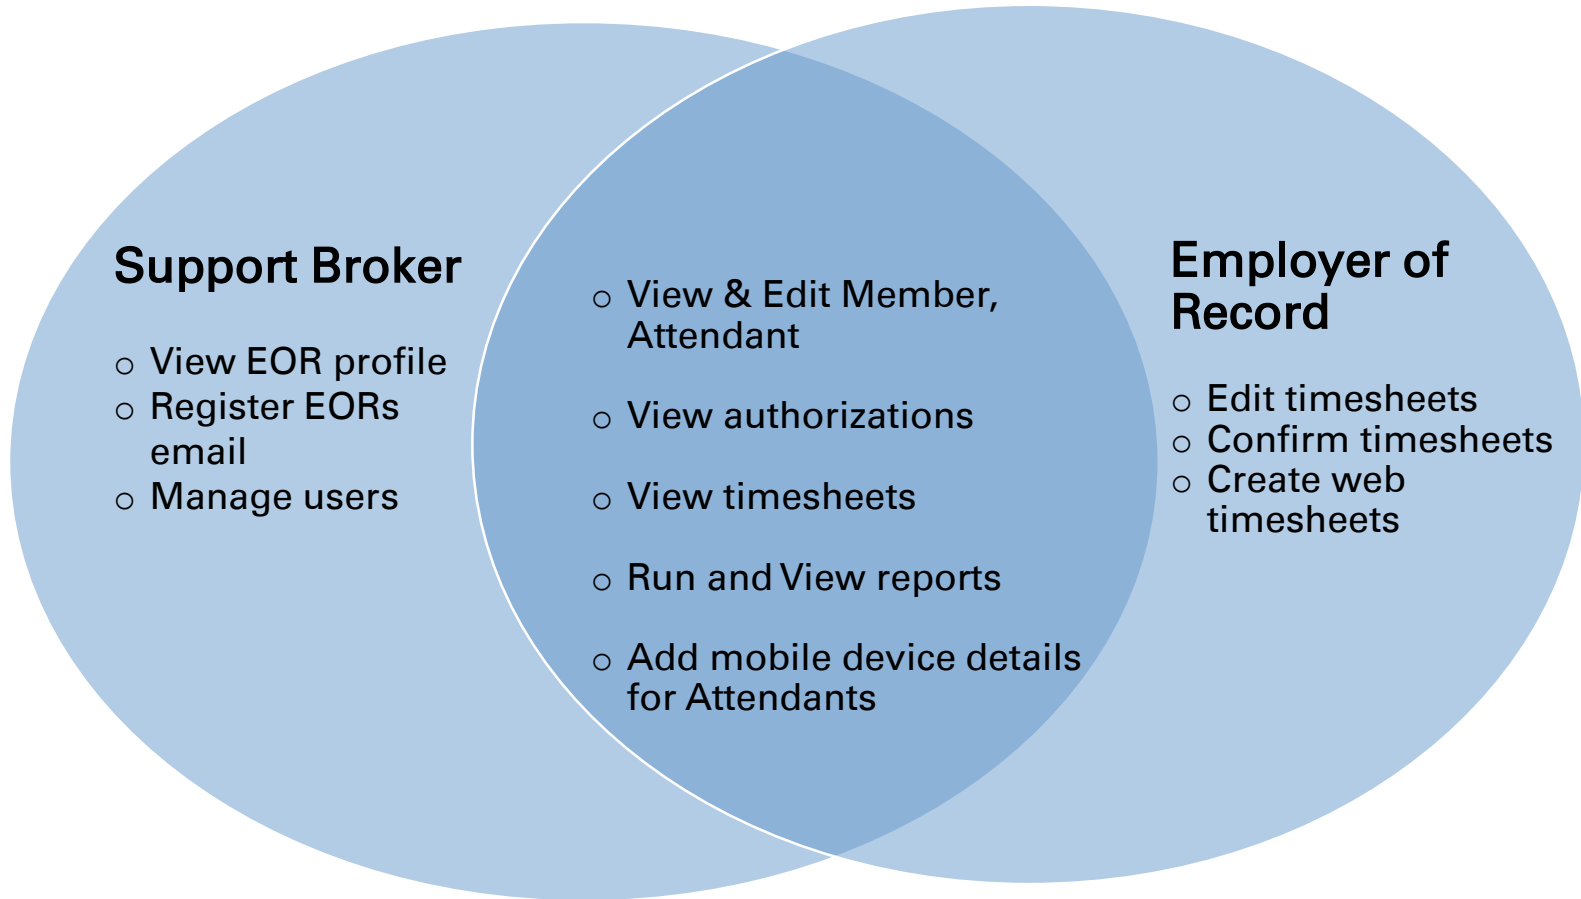 Support Broker
○ View EOR profile
○ Register EORs
email
○ Manage users
○ View & Edit Member,
Attendant
○ View authorizations
○ View timesheets
○ Run and View reports
○ Add mobile device details
for Attendants
Employer of
Record
○ Edit timesheets
○ Confirm timesheets
○ Create web
timesheets